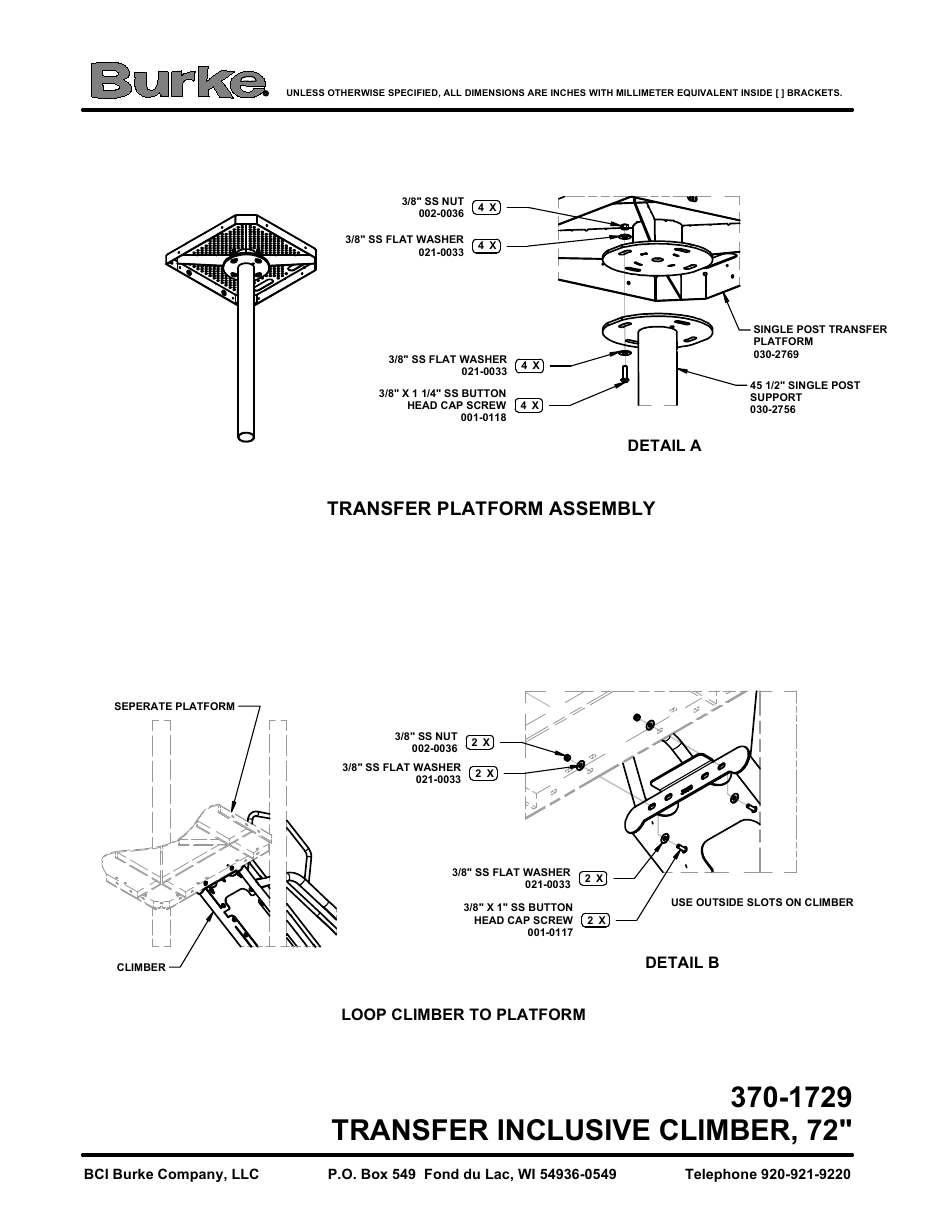 Burke
UNLESS OTHERWISE SPECIFIED, ALL DIMENSIONS ARE INCHES WITH MILLIMETER EQUIVALENT INSIDE [ ] BRACKETS.
3/8" SS NUT
002-0036
4 X
3/8" SS FLAT WASHER
021-0033
4 X
SINGLE POST TRANSFER
PLATFORM
030-2769
3/8" SS FLAT WASHER
021-0033
4 X
3/8" X 1 1/4" SS BUTTON
HEAD CAP SCREW
001-0118
4 X
45 1/2" SINGLE POST
SUPPORT
030-2756
DETAIL A
TRANSFER PLATFORM ASSEMBLY
SEPERATE PLATFORM
CLIMBER
3/8" SS NUT
002-0036
2 X
3/8" SS FLAT WASHER
021-0033
2 X
3/8" SS FLAT WASHER
021-0033
2 X
3/8" X 1" SS BUTTON
HEAD CAP SCREW
001-0117
2 X
USE OUTSIDE SLOTS ON CLIMBER
DETAIL B
LOOP CLIMBER TO PLATFORM
370-1729
TRANSFER INCLUSIVE CLIMBER, 72"
BCI Burke Company, LLC P.O. Box 549 Fond du Lac, WI 54936-0549 Telephone 920-921-9220